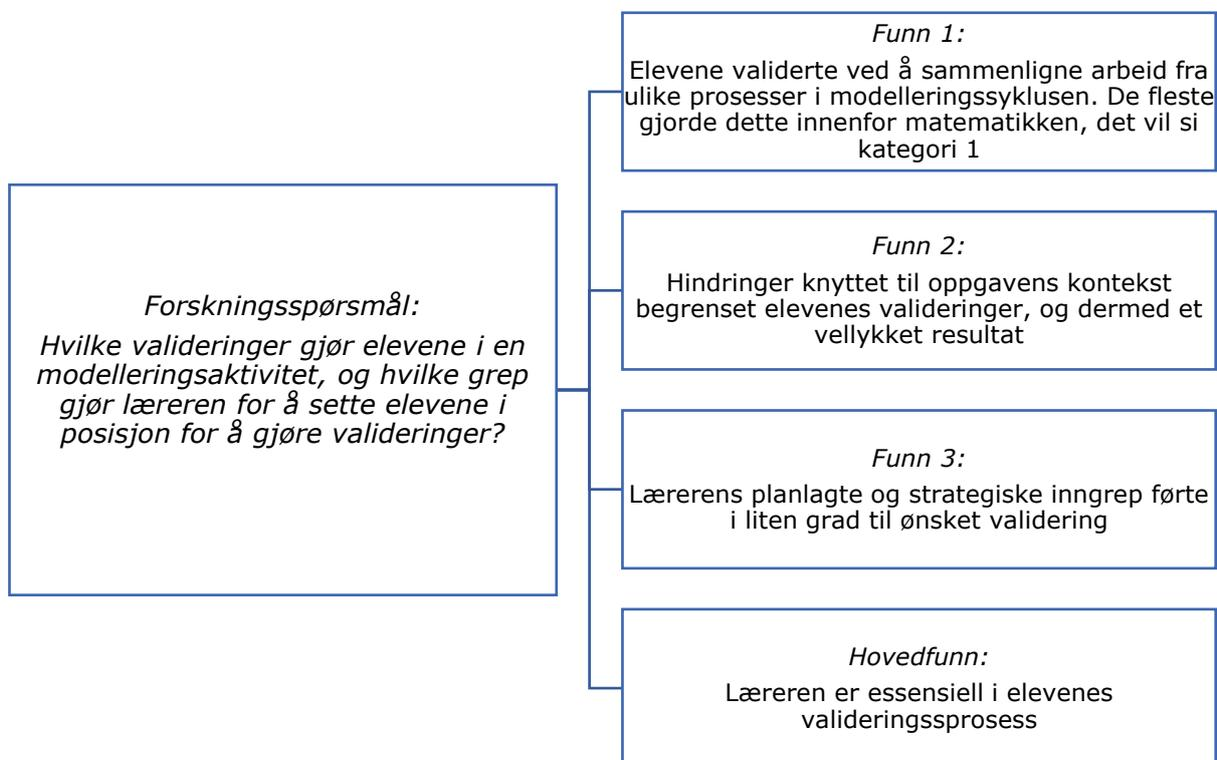 Forskningsspørsmål:
Hvilke valideringer gjør elevene i en
modelleringsaktivitet, og hvilke grep
gjør læreren for å sette elevene i
posisjon for å gjøre valideringer?
Funn 1:
Elevene validerte ved å sammenligne arbeid fra
ulike prosesser i modelleringssyklusen. De fleste
gjorde dette innenfor matematikken, det vil si
kategori 1
Funn 2:
Hindringer knyttet til oppgavens kontekst
begrenset elevenes valideringer, og dermed et
vellykket resultat
Funn 3:
Lærerens planlagte og strategiske inngrep førte
i liten grad til ønsket validering
Hovedfunn:
Læreren er essensiell i elevenes
valideringssprosess